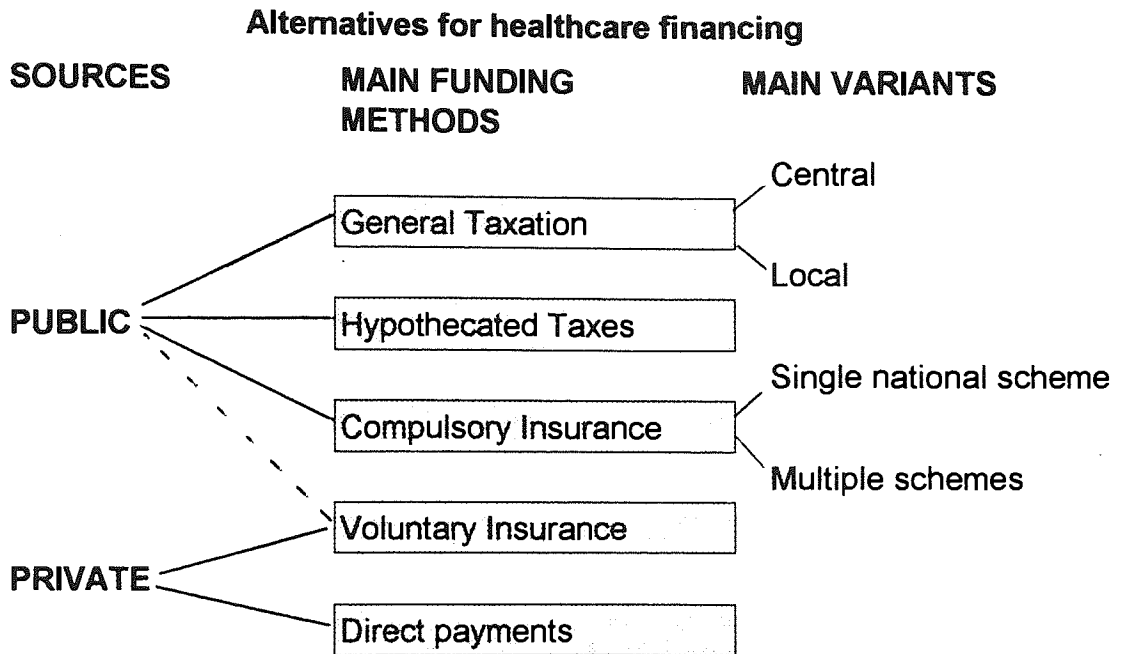 Alternatives for healthcare financing
SOURCES
MAIN FUNDING
METHODS
MAIN VARIANTS
Central
General Taxation
Local
PUBLIC
Hypothecated Taxes
Single national scheme
Compulsory Insurance
Multiple schemes
Voluntary Insurance
PRIVATE
Direct payments